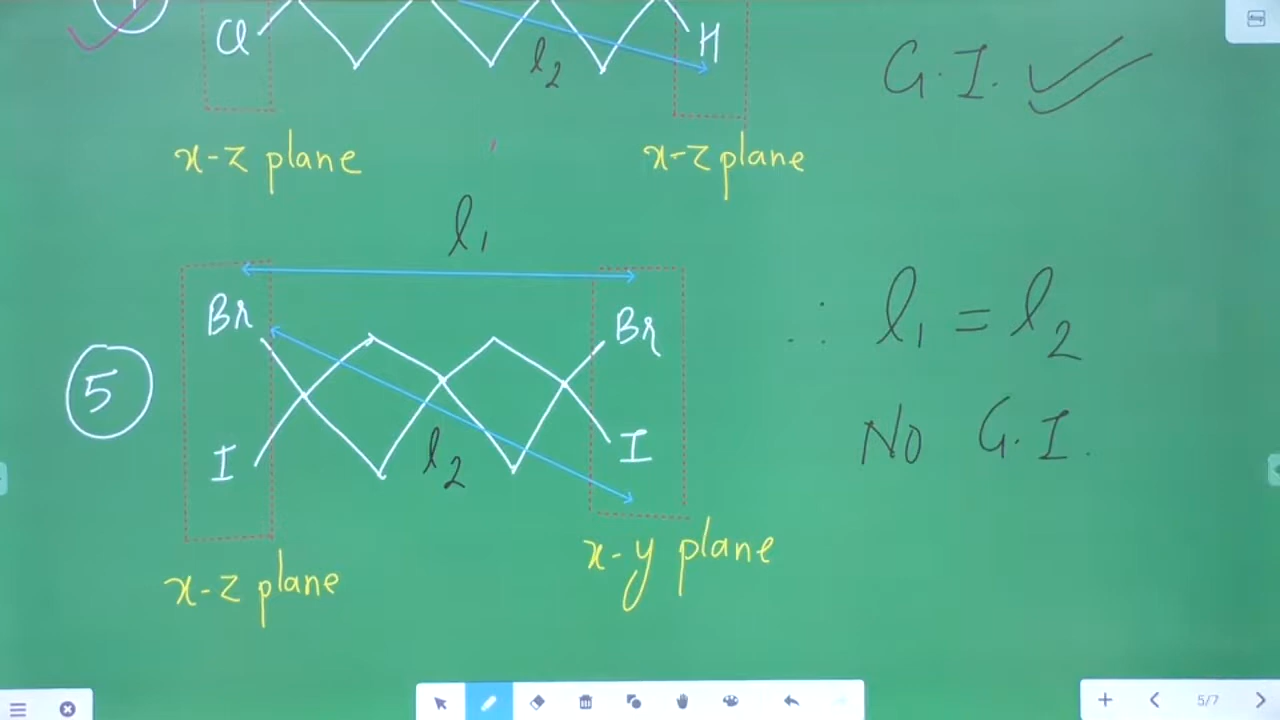 Cl H
l2
G.I.
x-z plane x-z plane
l1
Br Br
5
I I
l2
x-z plane x-y plane
∴ l1 = l2
No G.I.
5/7